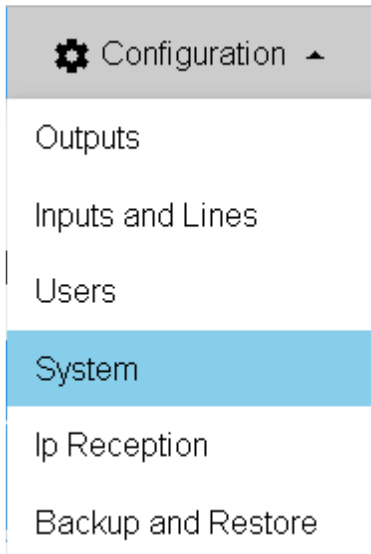 Configuration
Outputs
Inputs and Lines
Users
System
Ip Reception
Backup and Restore